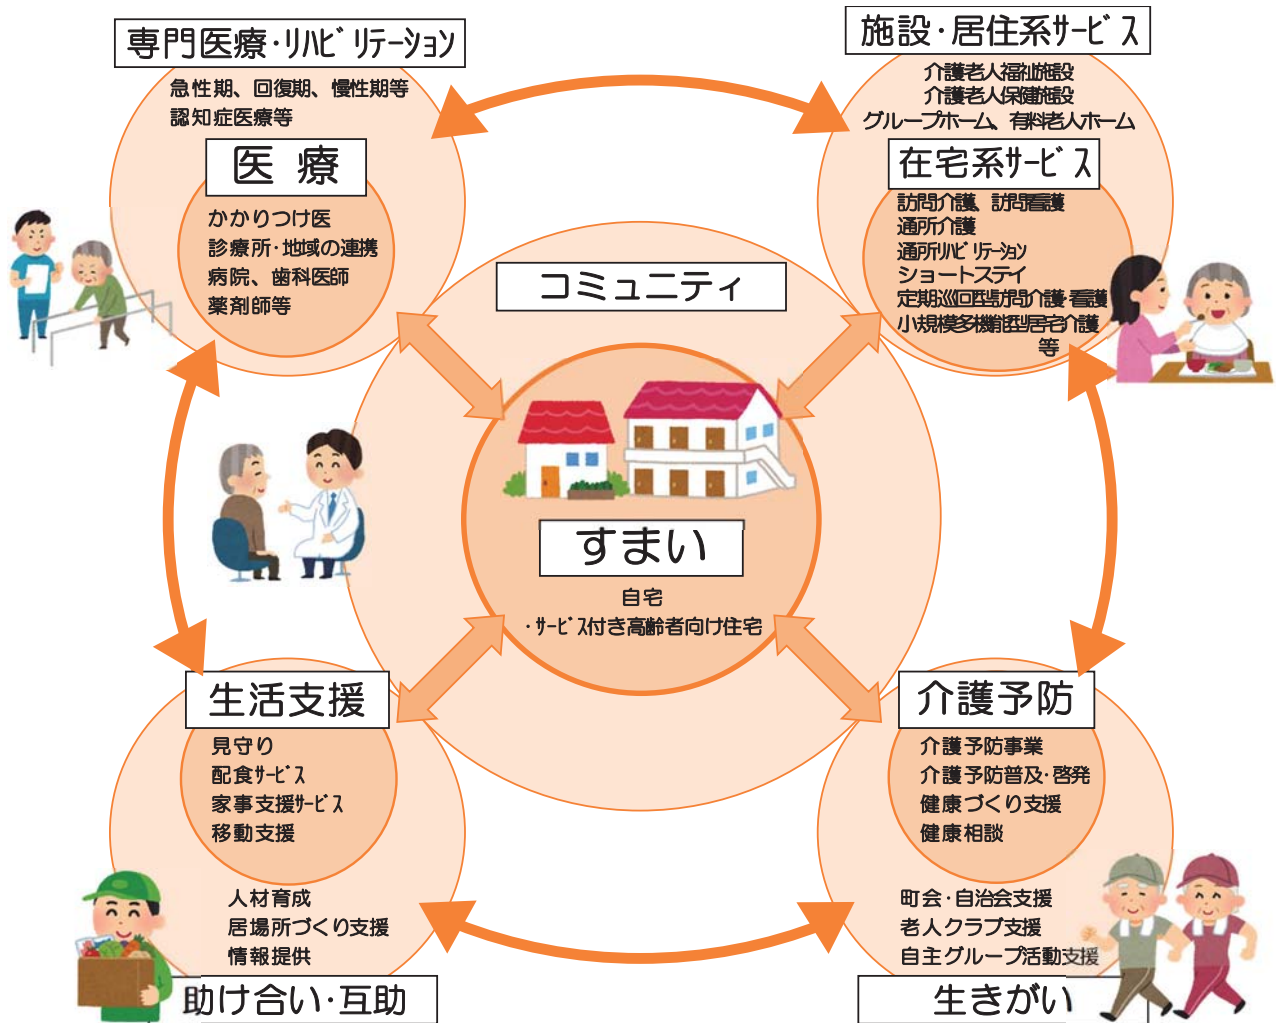 専門医療・リハビリテーション
急性期、回復期、慢性期等
認知症医療等
医療
かかりつけ医
診療所・地域の連携
病院、歯科医師
薬剤師等
施設・居住系サービス
介護老人福祉施設
介護老人保健施設
グループホーム、有料老人ホーム
在宅系サービス
訪問介護、訪問看護
通所介護
通所リハビリテーション
ショートステイ
定期巡回型訪問介護・看護
小規模多機能型居宅介護
等
コミュニティ
すまい
自宅
・サービス付き高齢者向け住宅
生活支援
見守り
配食サービス
家事支援サービス
移動支援
人材育成
居場所づくり支援
情報提供
助け合い・互助
介護予防
介護予防事業
介護予防普及・啓発
健康づくり支援
健康相談
町会・自治会支援
老人クラブ支援
自主グループ活動支援
生きがい